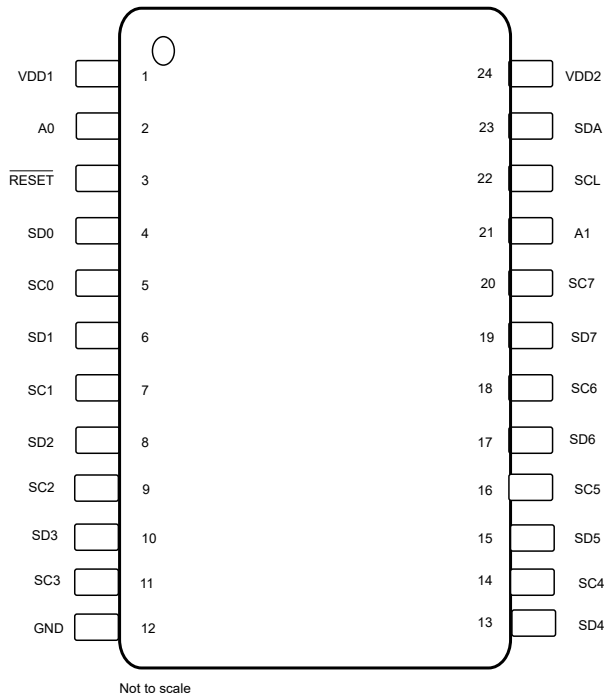 VDD1 1 24 VDD2
A0 2 23 SDA
RESET 3 22 SCL
SD0 4 21 A1
SC0 5 20 SC7
SD1 6 19 SD7
SC1 7 18 SC6
SD2 8 17 SD6
SC2 9 16 SC5
SD3 10 15 SD5
SC3 11 14 SC4
GND 12 13 SD4
Not to scale